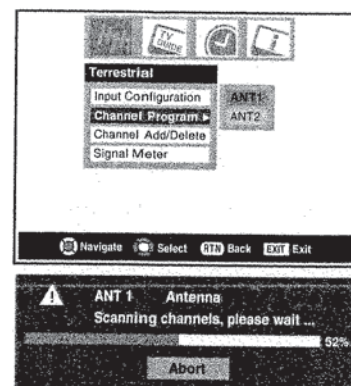 TV
GUIDE
i
Terrestrial
Input Configuration
Channel Program
ANT1
Channel Add/Delete
ANT2
Signal Meter
Navigate Select RTN Back EXIT Exit
! ANT 1 Antenna
Scanning channels, please wait ...
52%
Abort